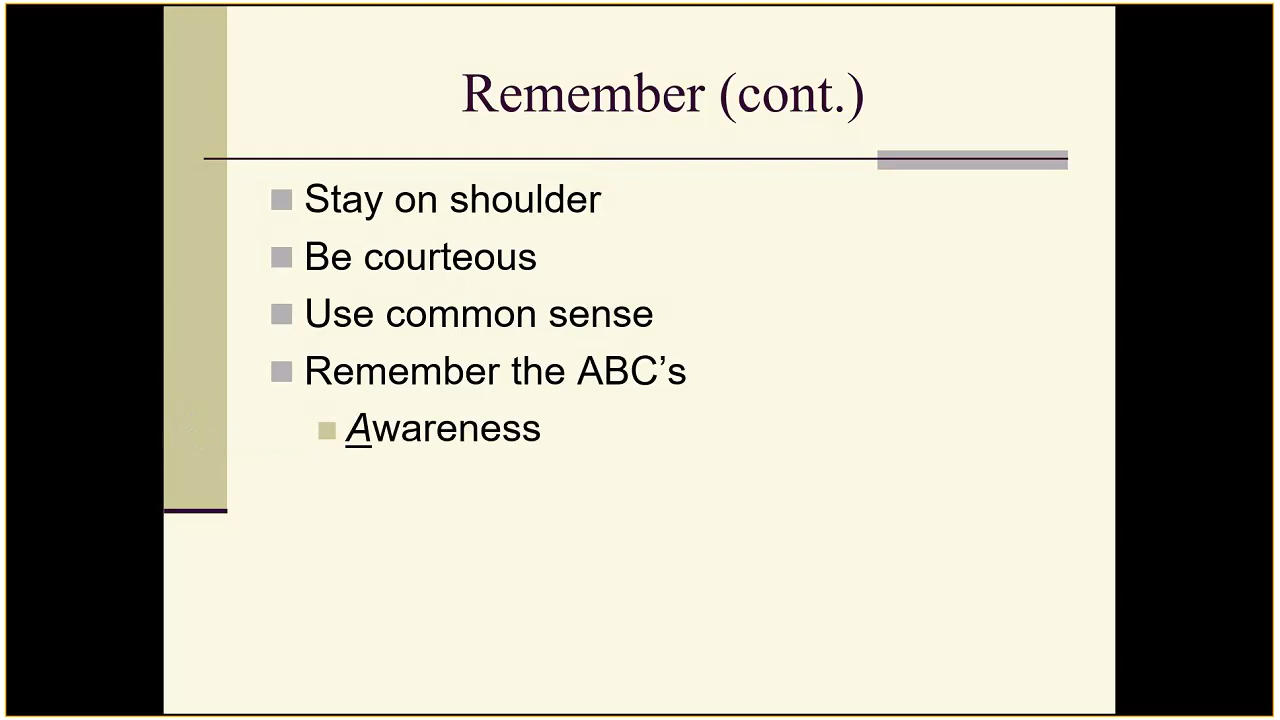 Remember (cont.)
Stay on shoulder
Be courteous
Use common sense
Remember the ABC’s
Awareness